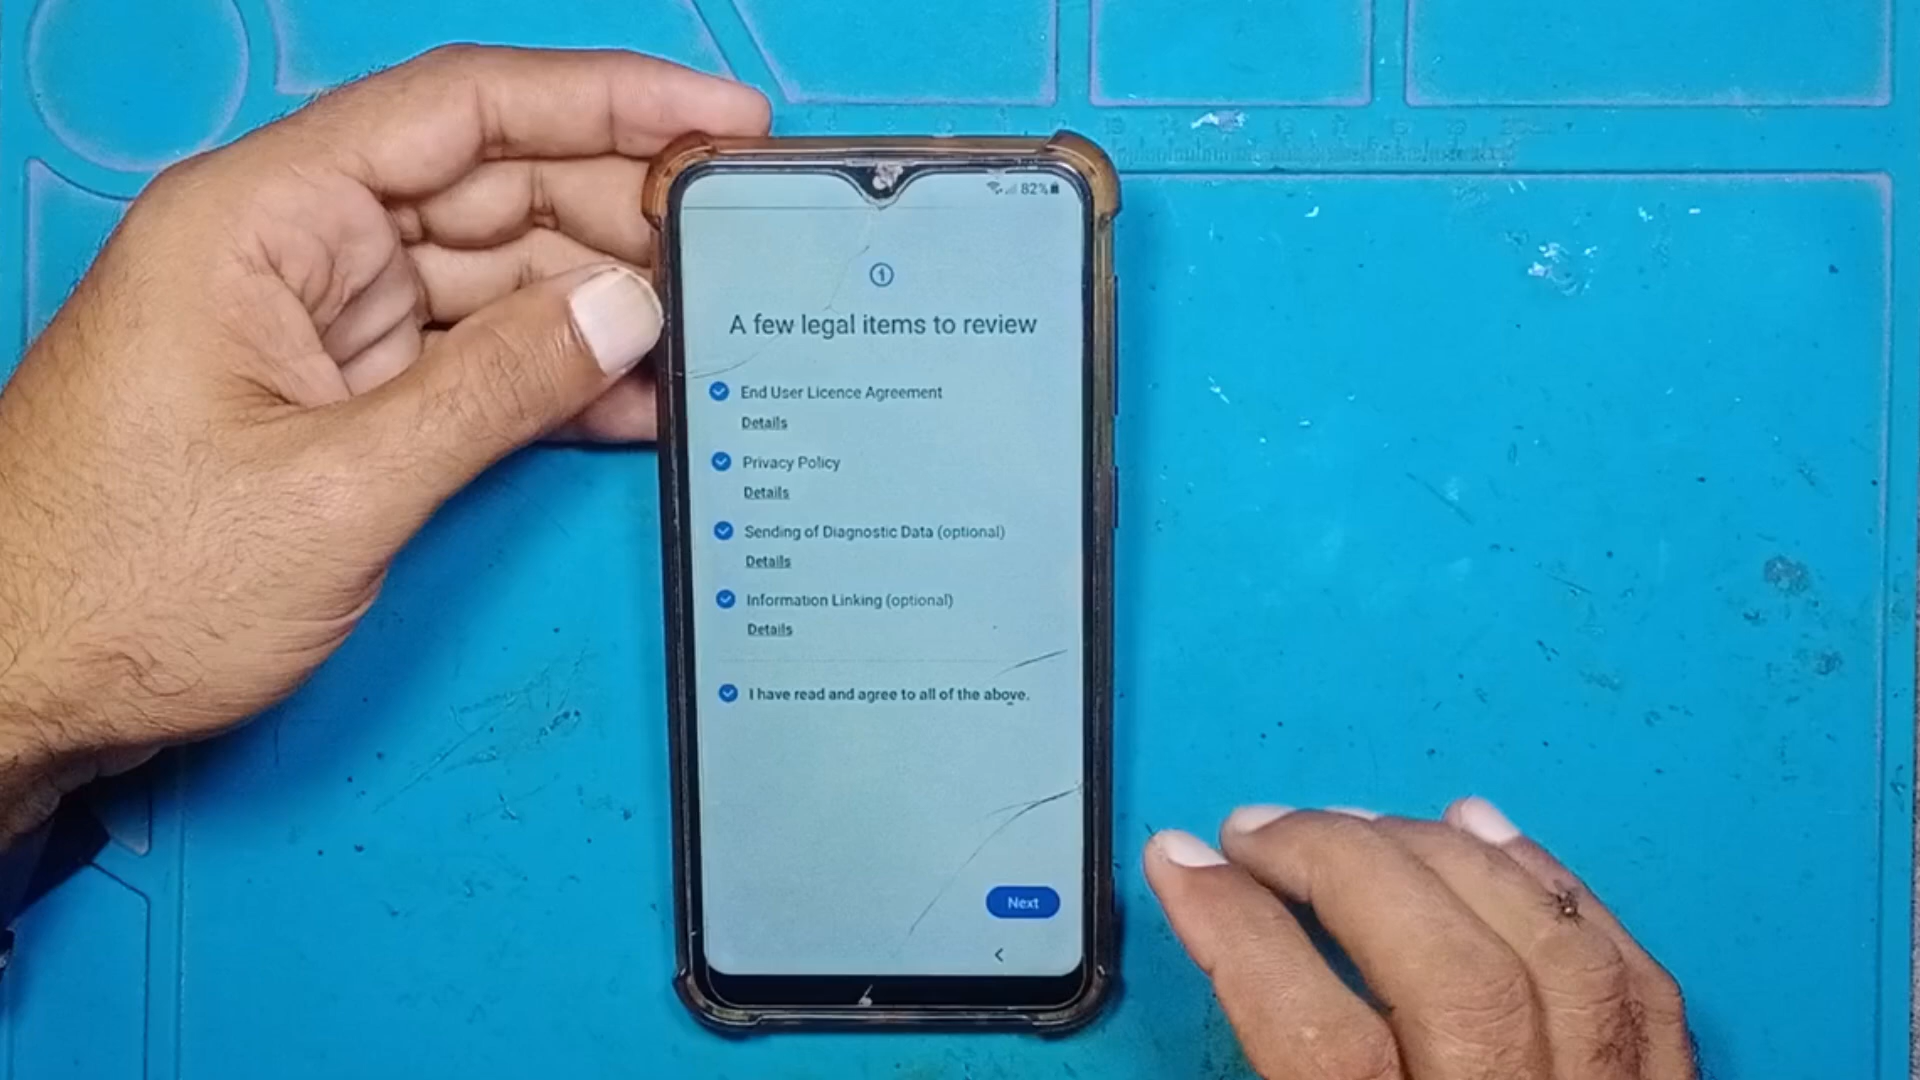 82%
A few legal items to review
End User Licence Agreement
Details
Privacy Policy
Details
Sending of Diagnostic Data (optional)
Details
Information Linking (optional)
Details
I have read and agree to all of the above.
Next